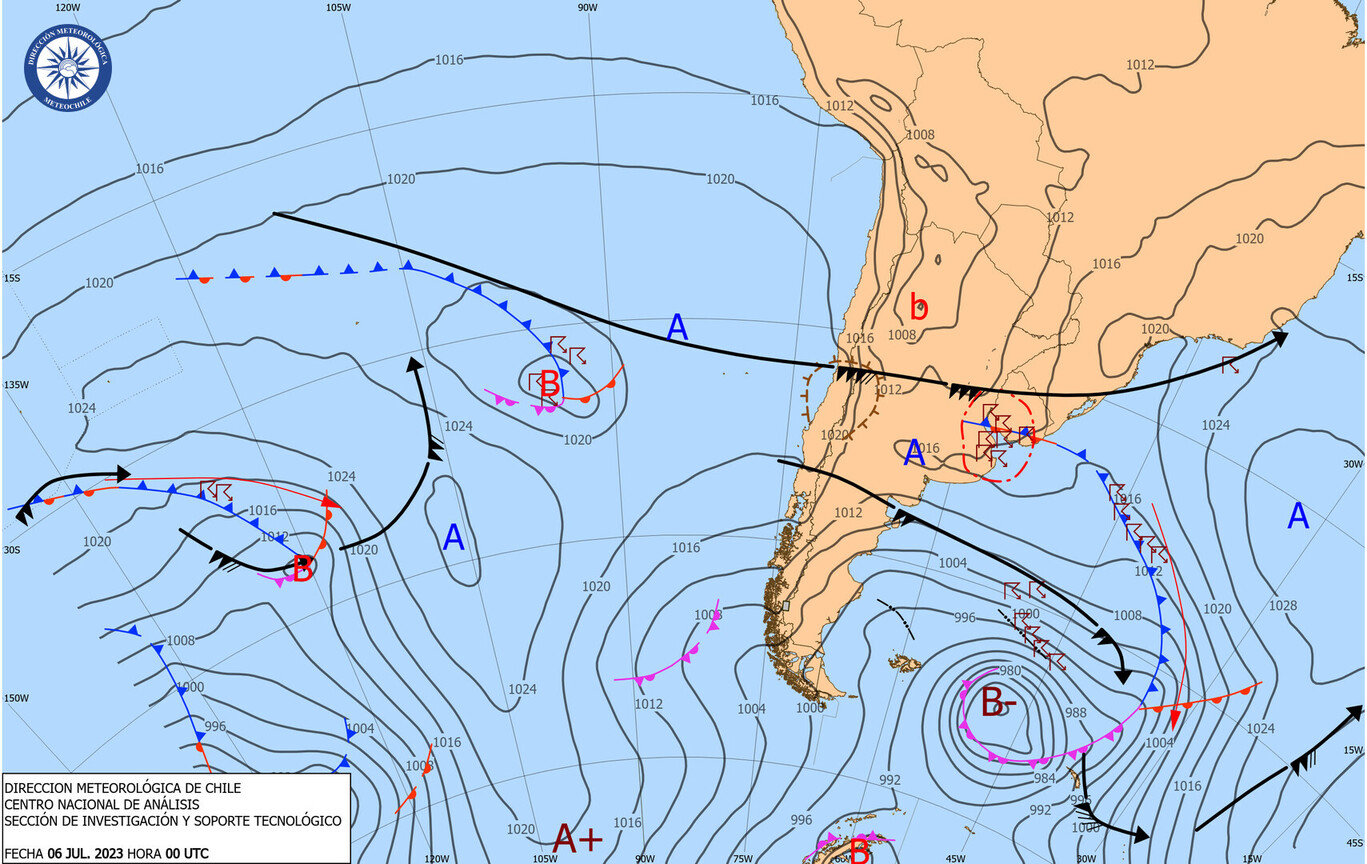 120W 105W 90W
DIRECCIÓN METEOROLÓGICA
METEOCHILE
1016
1012
1016
1012
1008
1016
1020
1020
1012
1020
1016
15S
15S
1020
b
A
1020
1016
1008
135W
B
1012
1024
1024
1020
1020
A
1016
1024
30W
1024
A
1016
1016
A
1012
1012
1020
1020
1016
30S
B
1004
1012
1020
1008
1000
996
1008
1020
1028
1008
1000
980
150W
B-
1024
1012
1004
1000
988
996
1004
1016
1004
1024
15W
1008
984
992
1016
992
996
1000
996
1020
A+
1016
B
DIRECCION METEOROLÓGICA DE CHILE
CENTRO NACIONAL DE ANÁLISIS
SECCIÓN DE INVESTIGACIÓN Y SOPORTE TECNOLÓGICO
FECHA 06 JUL. 2023 HORA 00 UTC
120W 105W 90W 75W 60W 45W 30W 45S